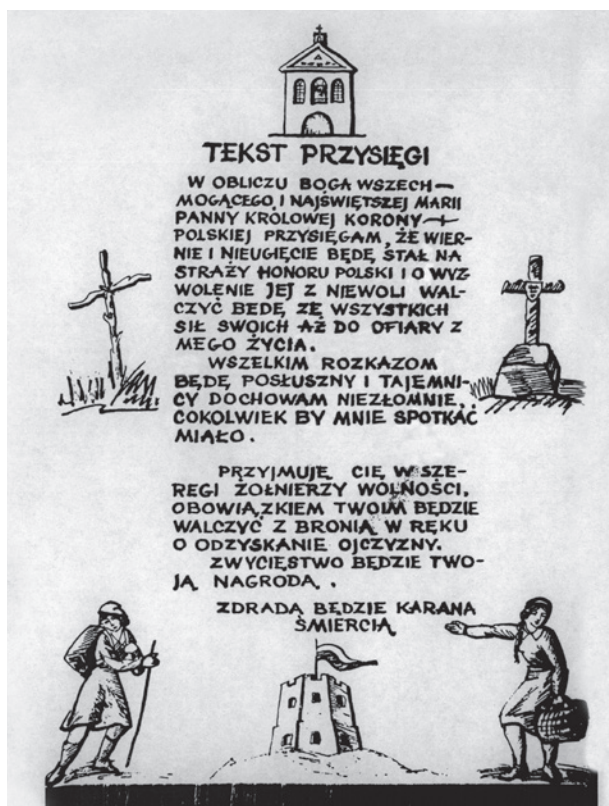 TEKST PRZYSIĘGI
W OBLICZU BOGA WSZECH—
MOGĄCEGO I NAJŚWIĘTSZEJ MARII
PANNY KRÓLOWEJ KORONY
POLSKIEJ PRZYSIĘGAM, ŻE WIER-
NIE I NIEUGIĘCIE BĘDĘ STAŁ NA
STRAŻY HONORU POLSKI I O WYZ-
WOLENIE JEJ Z NIEWOLI WAL-
CZYĆ BĘDĘ ZE WSZYSTKICH
SIŁ SWOICH AŻ DO OFIARY Z
MEGO ŻYCIA.
WSZELKIM ROZKAZOM
BĘDĘ POSŁUSZNY I TAJEMNI-
CY DOCHOWAM NIEZŁOMNIE,
COKOLWIEK BY MNIE SPOTKAĆ
MIAŁO.
PRZYJMUJĘ CIĘ W SZE-
REGI ŻOŁNIERZY WOLNOŚCI.
OBOWIĄZKIEM TWOIM BĘDZIE
WALCZYĆ Z BRONIĄ W RĘKU
O ODZYSKANIE OJCZYZNY.
ZWYCIĘSTWO BĘDZIE TWO-
JĄ NAGRODĄ.
ZDRADA BĘDZIE KARANA
ŚMIERCIĄ